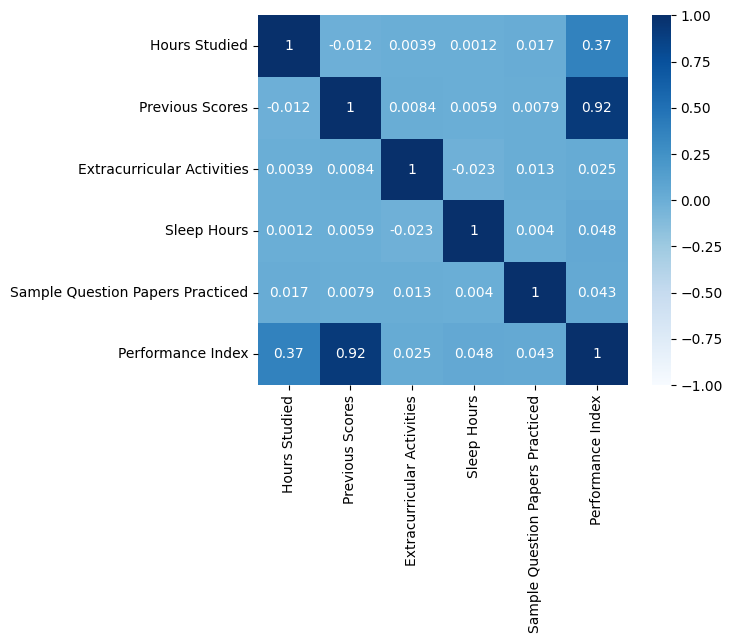 Hours Studied 1 -0.012 0.0039 0.0012 0.017 0.37
Previous Scores -0.012 1 0.0084 0.0059 0.0079 0.92
Extracurricular Activities 0.0039 0.0084 1 -0.023 0.013 0.025
Sleep Hours 0.0012 0.0059 -0.023 1 0.004 0.048
Sample Question Papers Practiced 0.017 0.0079 0.013 0.004 1 0.043
Performance Index 0.37 0.92 0.025 0.048 0.043 1
Hours Studied
Previous Scores
Extracurricular Activities
Sleep Hours
Sample Question Papers Practiced
Performance Index
1.00
0.75
0.50
0.25
0.00
−0.25
−0.50
−0.75
−1.00